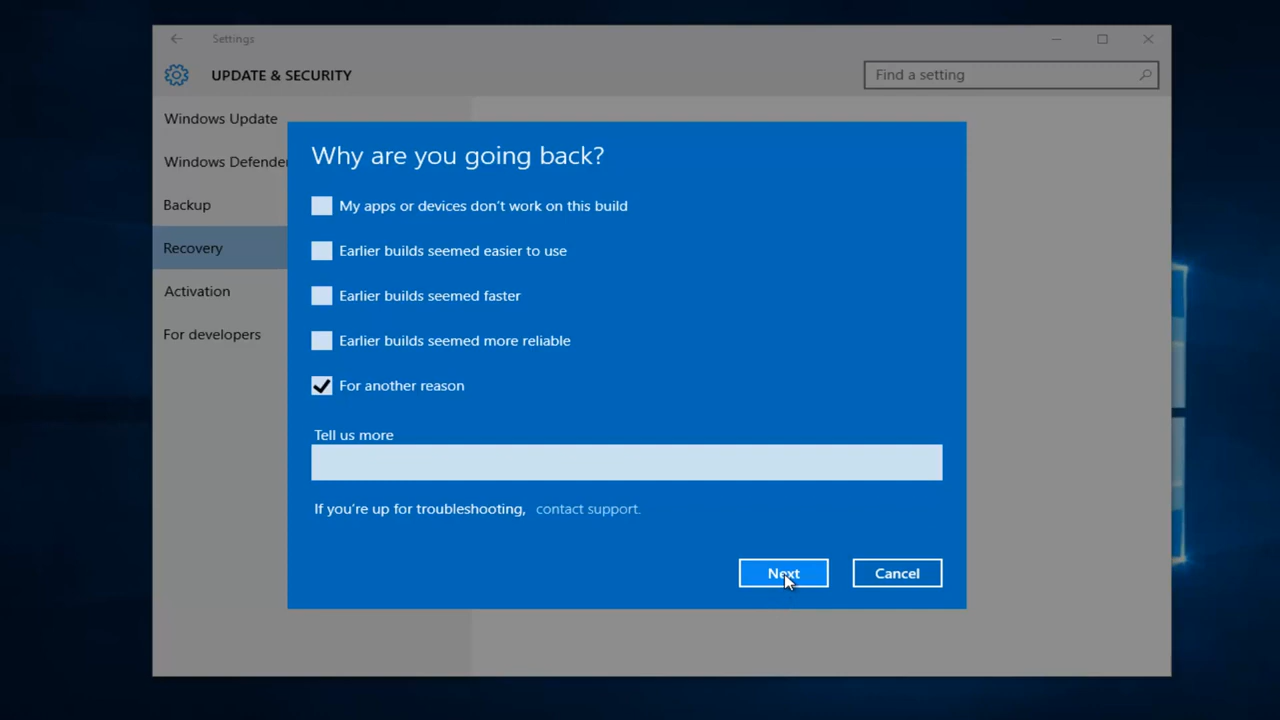 Settings
UPDATE & SECURITY
Find a setting
Windows Update
Windows Defender
Backup
Recovery
Activation
For developers
Why are you going back?
My apps or devices don't work on this build
Earlier builds seemed easier to use
Earlier builds seemed faster
Earlier builds seemed more reliable
For another reason
Tell us more
If you're up for troubleshooting, contact support.
Next Cancel